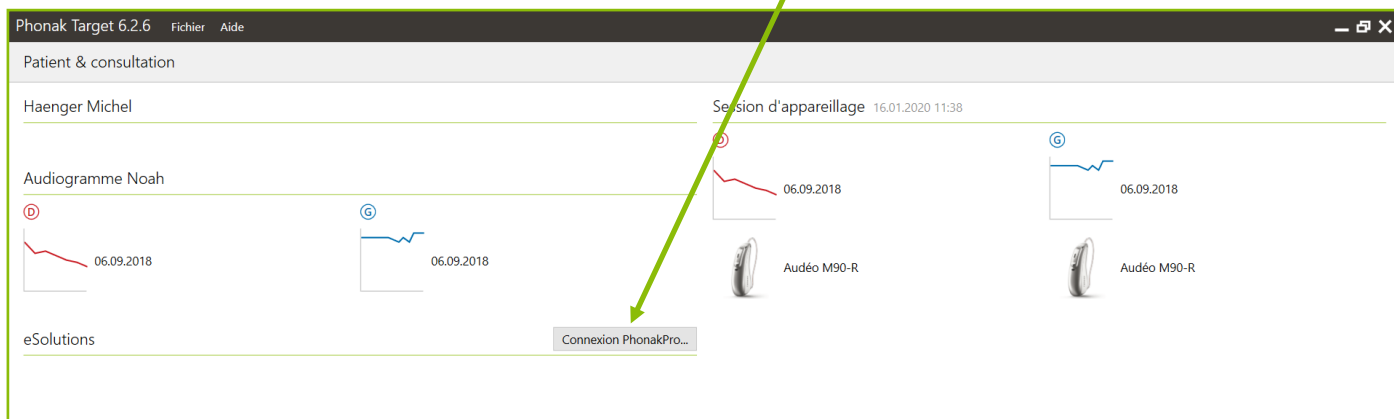 Phonak Target 6.2.6 Fichier Aide
Patient & consultation
Haenger Michel
Audiogramme Noah
D
06.09.2018
G
06.09.2018
eSolutions
Connexion PhonakPro...
Session d'appareillage 16.01.2020 11:38
D
06.09.2018
G
06.09.2018
Audéo M90-R
Audéo M90-R